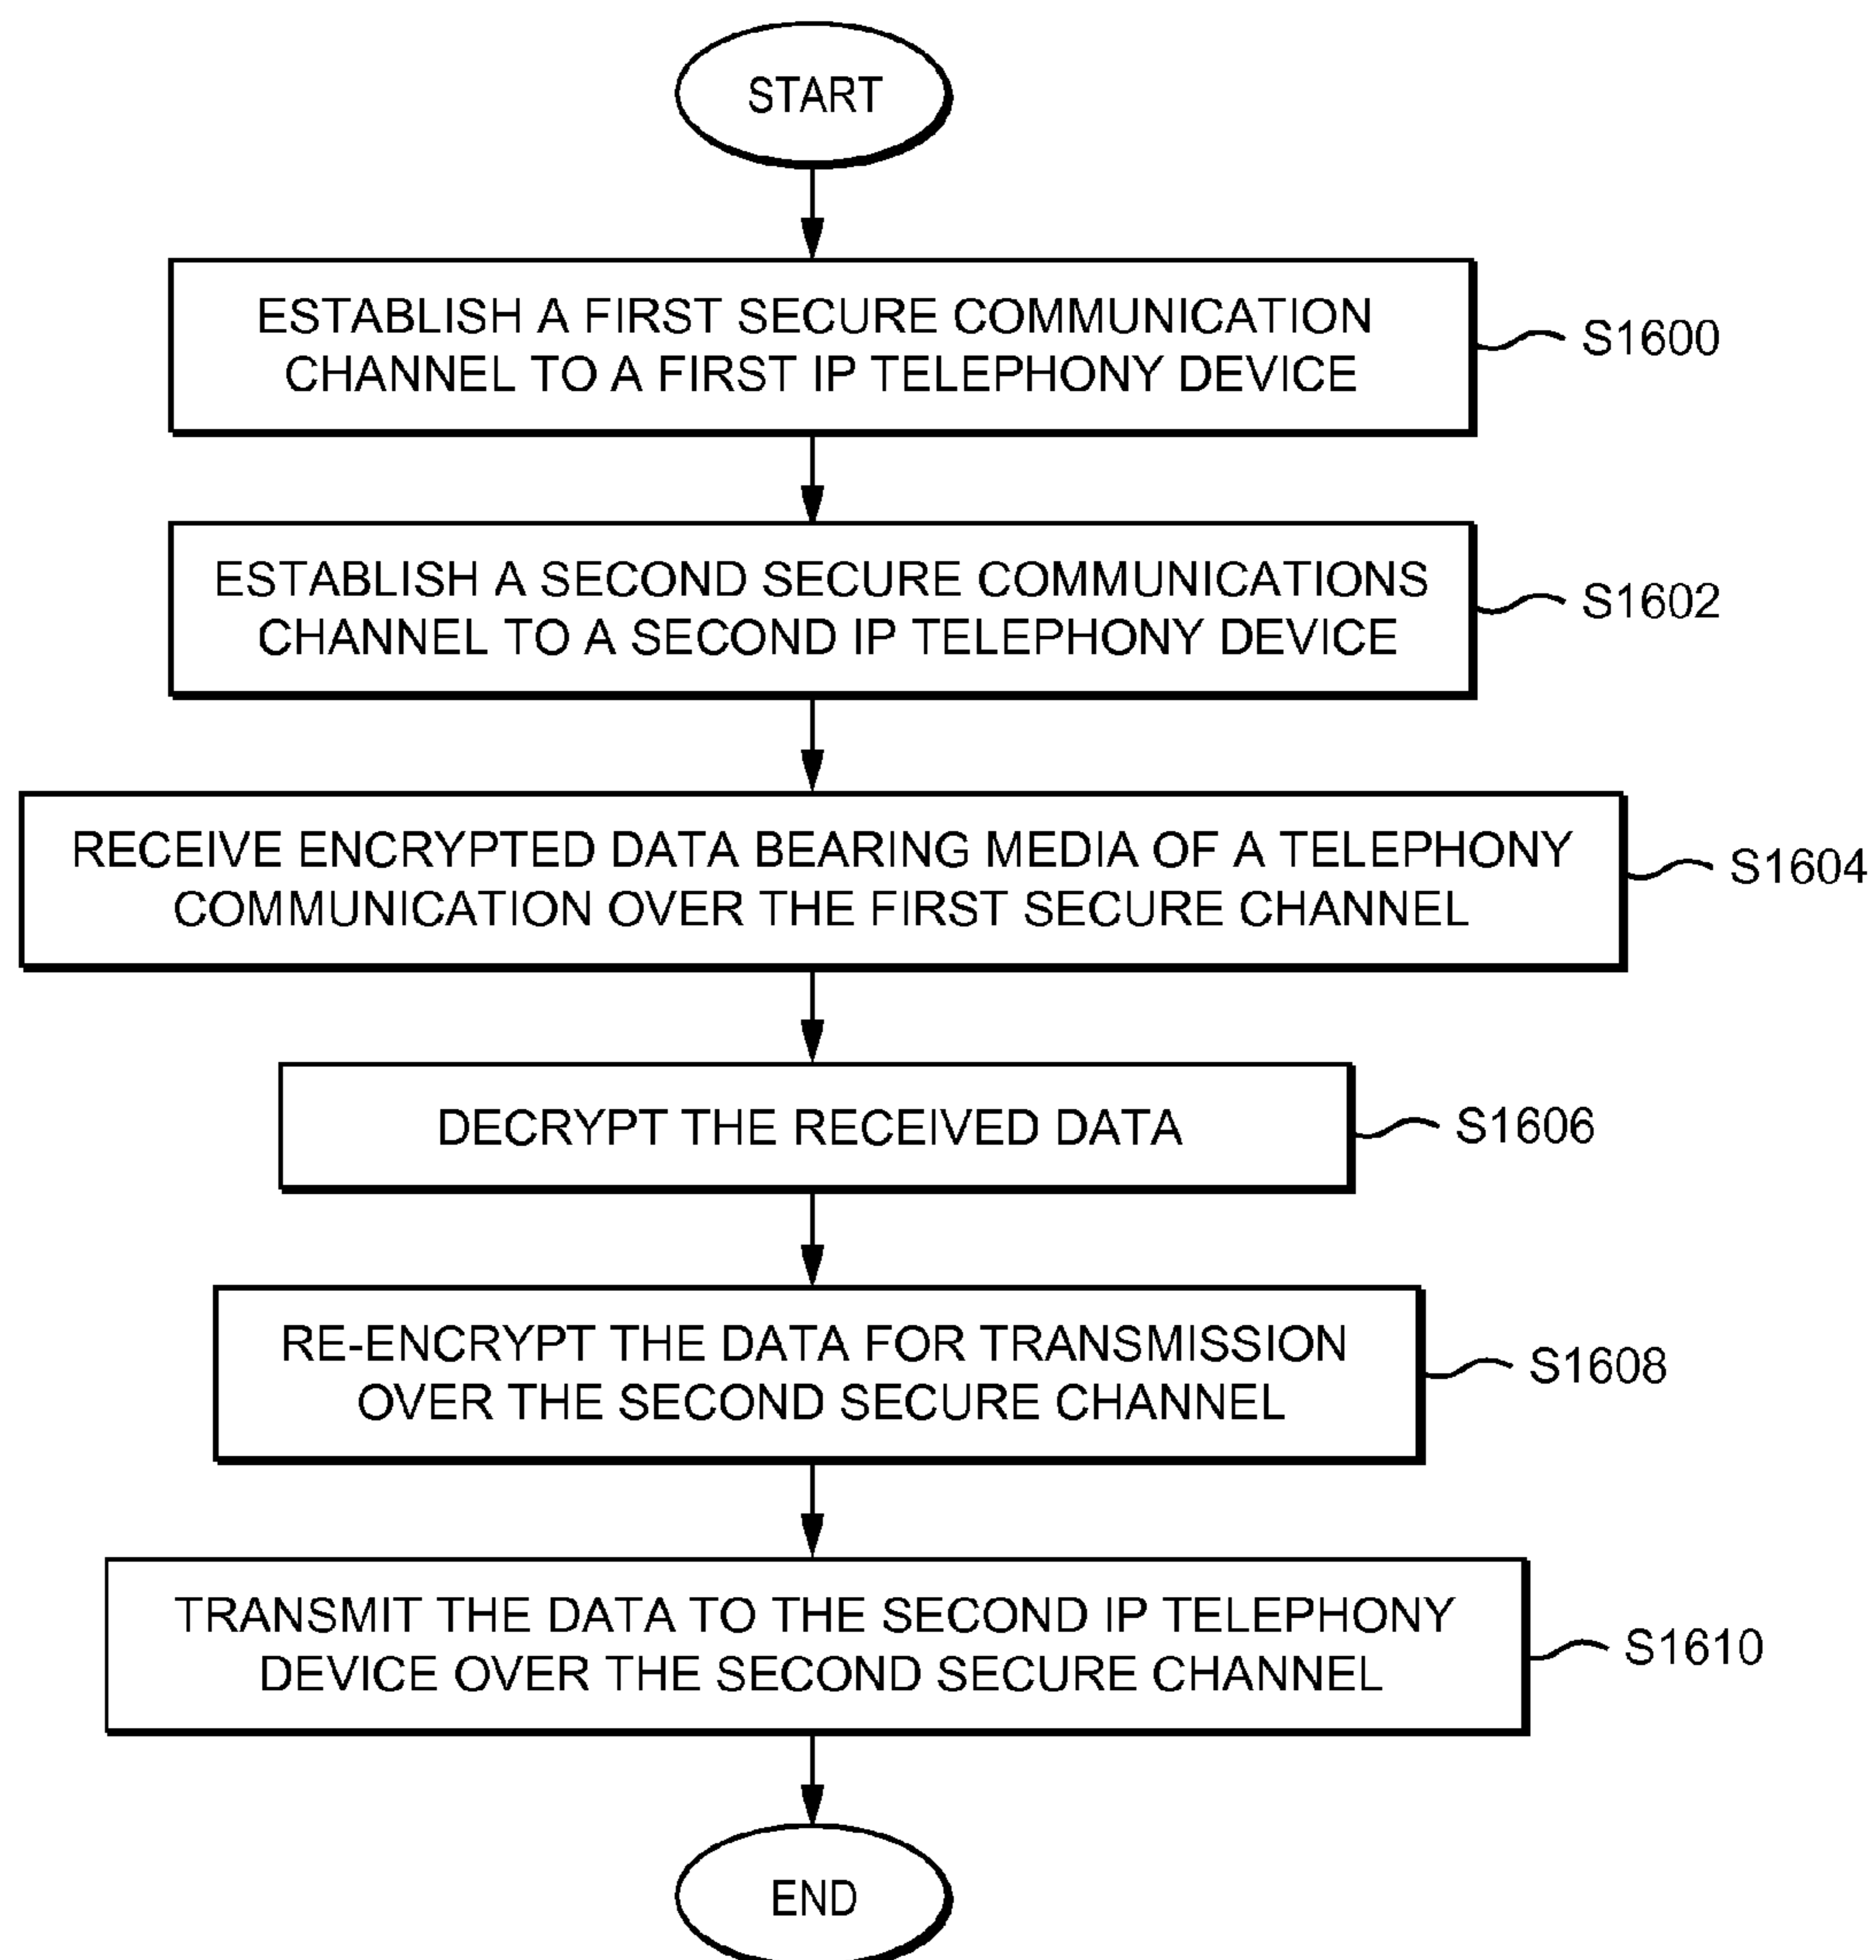 START
ESTABLISH A FIRST SECURE COMMUNICATION
CHANNEL TO A FIRST IP TELEPHONY DEVICE
S1600
ESTABLISH A SECOND SECURE COMMUNICATIONS
CHANNEL TO A SECOND IP TELEPHONY DEVICE
S1602
RECEIVE ENCRYPTED DATA BEARING MEDIA OF A TELEPHONY
COMMUNICATION OVER THE FIRST SECURE CHANNEL
S1604
DECRYPT THE RECEIVED DATA
S1606
RE-ENCRYPT THE DATA FOR TRANSMISSION
OVER THE SECOND SECURE CHANNEL
S1608
TRANSMIT THE DATA TO THE SECOND IP TELEPHONY
DEVICE OVER THE SECOND SECURE CHANNEL
S1610
END